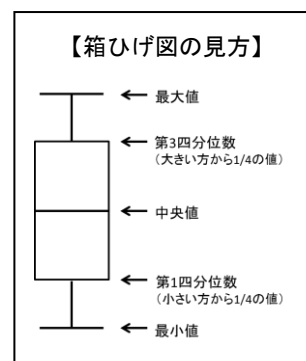 【箱ひげ図の見方】
← 最大値
← 第3四分位数
（大きい方から1/4の値）
← 中央値
← 第1四分位数
（小さい方から1/4の値）
← 最小値